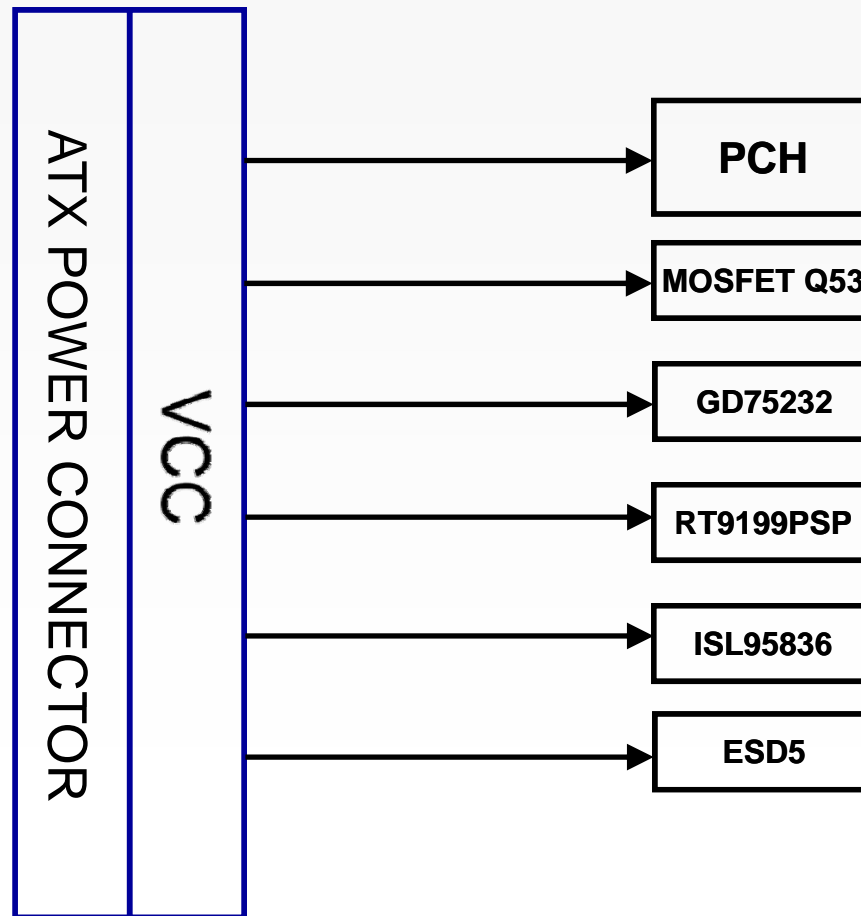 ATX POWER CONNECTOR
VCC
PCH
MOSFET Q53
GD75232
RT9199PSP
ISL95836
ESD5